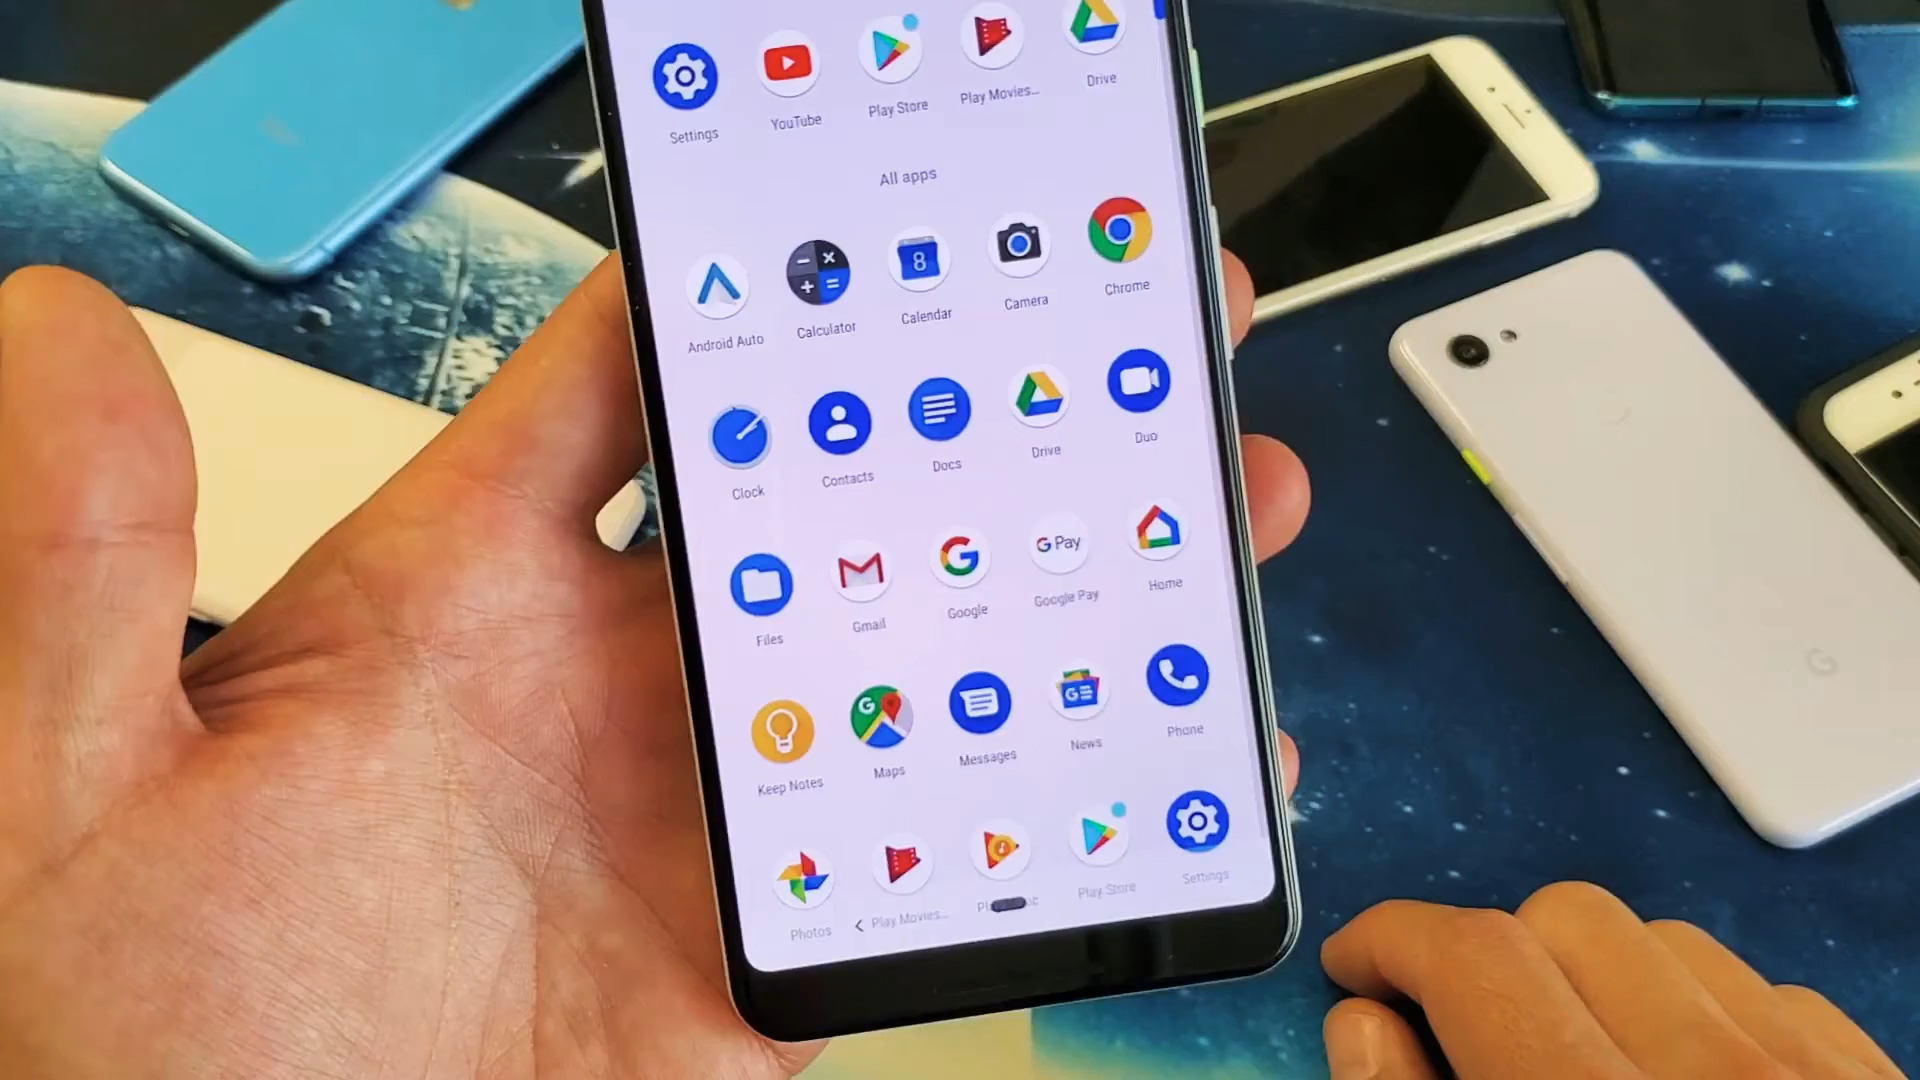 Settings YouTube Play Store Play Movies... Drive
All apps
Android Auto Calculator Calendar Camera Chrome
8
Clock Contacts Docs Drive Duo
G Pay
Files Gmail Google Google Pay Home
G
Keep Notes Maps Messages News Phone
Photos Play Movies... Play Store Settings